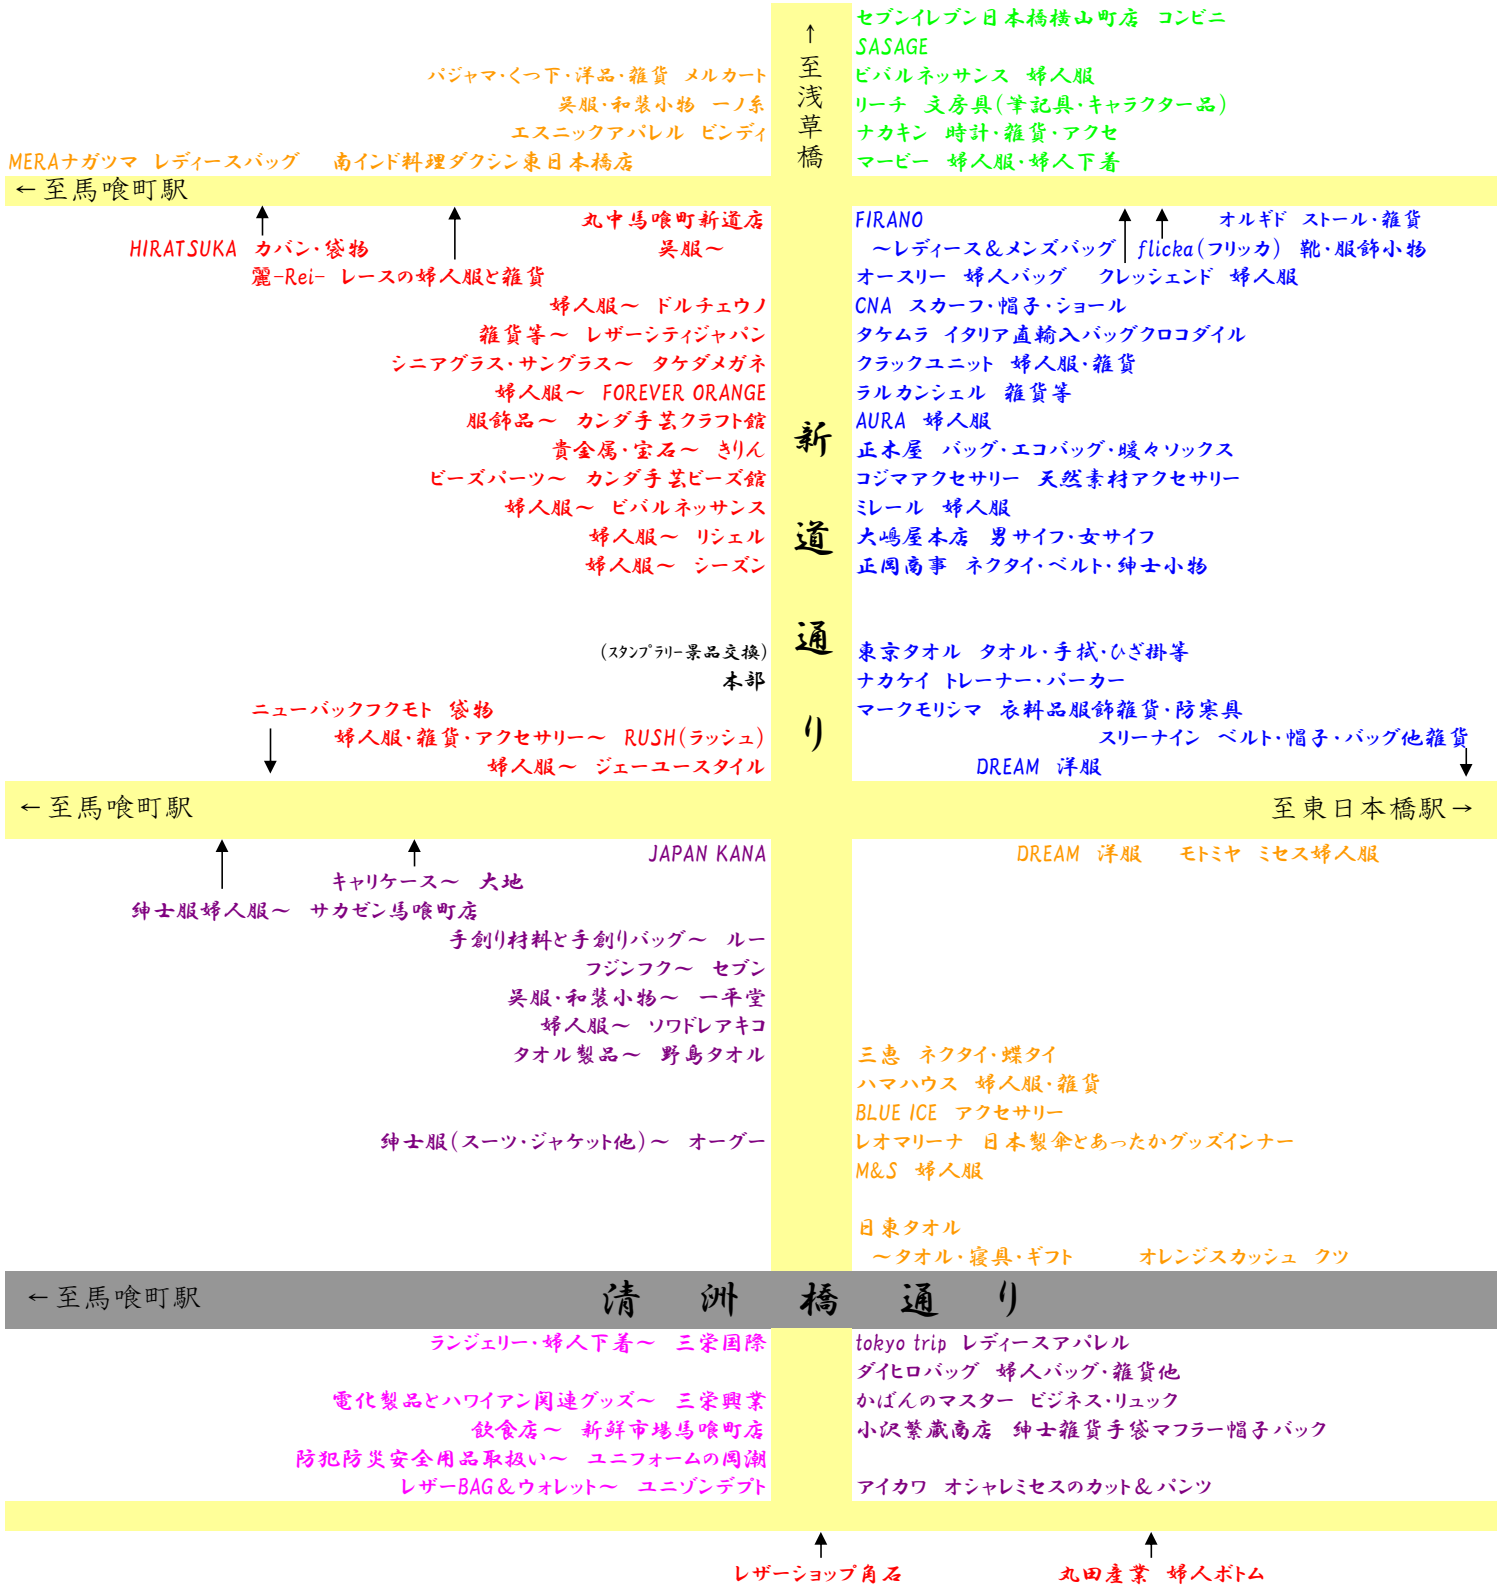 セブンイレブン日本橋横山町店 コンビニ
SASAGE
ビバルネッサンス 婦人服
リーチ 文房具(筆記具・キャラクター品)
ナカキン 時計・雑貨・アクセ
マービー 婦人服・婦人下着
↑至浅草橋
パジャマ・くつ下・洋品・雑貨 メルカート
呉服・和装小物 一ノ糸
エスニックアパレル ビンディ
MERAナガツマ レディースバッグ 南インド料理ダクシン東日本橋店
←至馬喰町駅
丸中馬喰町新道店
呉服~
HIRATSUKA カバン・袋物
麗-Rei- レースの婦人服と雑貨
婦人服~ ドルチェウノ
雑貨等~ レザーシティジャパン
シニアグラス・サングラス~ タケダメガネ
婦人服~ FOREVER ORANGE
服飾品~ カンダ手芸クラフト館
貴金属・宝石~ きりん
ビーズパーツ~ カンダ手芸ビーズ館
婦人服~ ビバルネッサンス
婦人服~ リシェル
婦人服~ シーズン
(スタンプラリー景品交換)
本部
ニューバックフクモト 袋物
婦人服・雑貨・アクセサリー~ RUSH(ラッシュ)
婦人服~ ジェーユースタイル
新道通り
FIRANO オルギド ストール・雑貨
~レディース&メンズバッグ flicka(フリッカ) 靴・服飾小物
オースリー 婦人バッグ クレッシェンド 婦人服
CNA スカーフ・帽子・ショール
タケムラ イタリア直輸入バッグクロコダイル
クラックユニット 婦人服・雑貨
ラルカンシェル 雑貨等
AURA 婦人服
正木屋 バッグ・エコバッグ・暖々ソックス
コジマアクセサリー 天然素材アクセサリー
ミレール 婦人服
大嶋屋本店 男サイフ・女サイフ
正岡商事 ネクタイ・ベルト・紳士小物
東京タオル タオル・手拭・ひざ掛等
ナカケイ トレーナー・パーカー
マークモリシマ 衣料品服飾雑貨・防寒具
スリーナイン ベルト・帽子・バッグ他雑貨
DREAM 洋服
←至馬喰町駅 至東日本橋駅→
JAPAN KANA
キャリケース~ 大地
紳士服婦人服~ サカゼン馬喰町店
手創り材料と手創りバッグ~ ルー
フジンフク~ セブン
呉服・和装小物~ 一平堂
婦人服~ ソワドレアキコ
タオル製品~ 野島タオル
紳士服(スーツ・ジャケット他)~ オーグー
DREAM 洋服 モトミヤ ミセス婦人服
三恵 ネクタイ・蝶タイ
ハマハウス 婦人服・雑貨
BLUE ICE アクセサリー
レオマリーナ 日本製傘とあったかグッズインナー
M&S 婦人服
日東タオル
~タオル・寝具・ギフト オレンジスカッシュ クツ
←至馬喰町駅 清洲橋通り
ランジェリー・婦人下着~ 三栄国際
電化製品とハワイアン関連グッズ~ 三栄興業
飲食店~ 新鮮市場馬喰町店
防犯防災安全用品取扱い~ ユニフォームの岡潮
レザーBAG&ウォレット~ ユニゾンデプト
tokyo trip レディースアパレル
ダイヒロバッグ 婦人バッグ・雑貨他
かばんのマスター ビジネス・リュック
小沢繁蔵商店 紳士雑貨手袋マフラー帽子バック
アイカワ オシャレミセスのカット&パンツ
レザーショップ角石 丸田産業 婦人ボトム